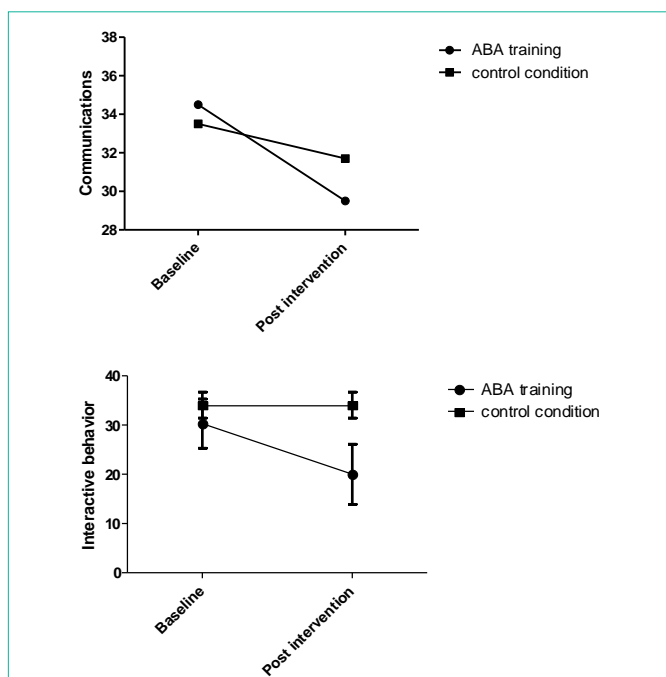 38
36
34
32
30
28
Communications
Baseline
Post intervention
ABA training
control condition
40
30
20
10
0
Interactive behavior
Baseline
Post intervention
ABA training
control condition